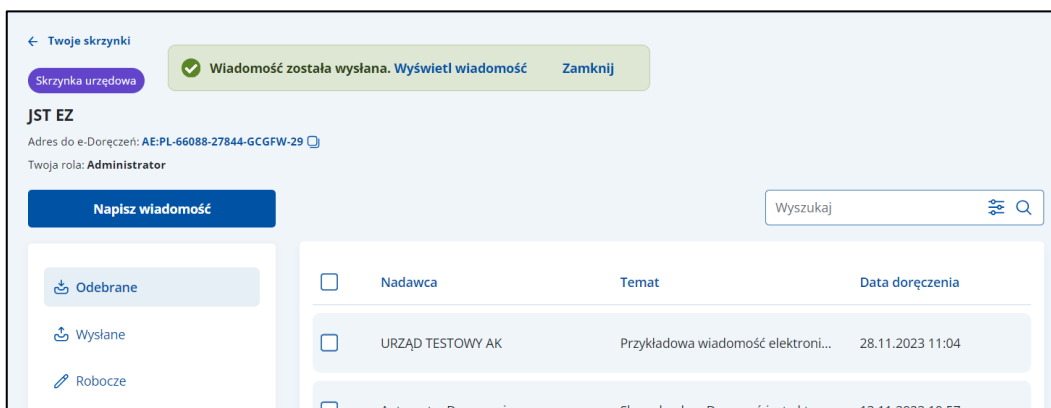 Twoje skrzynki
Wiadomość została wysłana. Wyświetl wiadomość Zamknij
Skrzynka urzędowa
JST EZ
Adres do e-Doręczeń: AE:PL-66088-27844-GCGFW-29
Twoja rola: Administrator
Napisz wiadomość
Wyszukaj
Odebrane
Nadawca Temat Data doręczenia
Wysłane
URZĄD TESTOWY AK Przykładowa wiadomość elektroni... 28.11.2023 11:04
Robocze